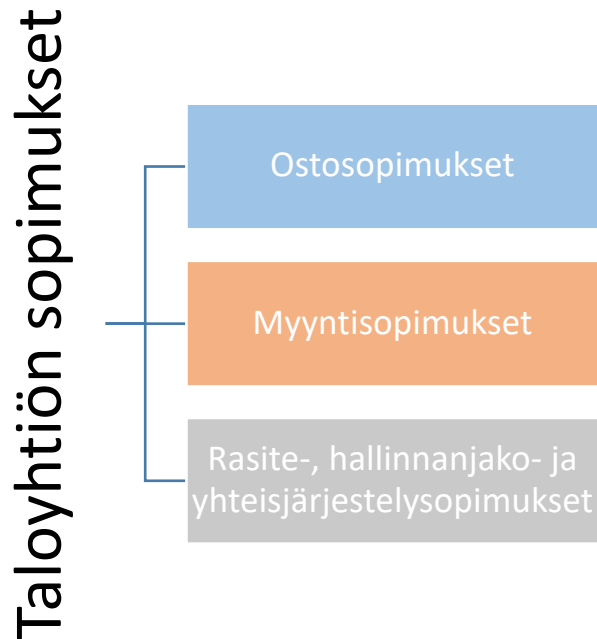 Taloyhtiön sopimukset
Ostosopimukset
Myyntisopimukset
Rasite-, hallinnanjako- ja
yhteisjärjestelysopimukset